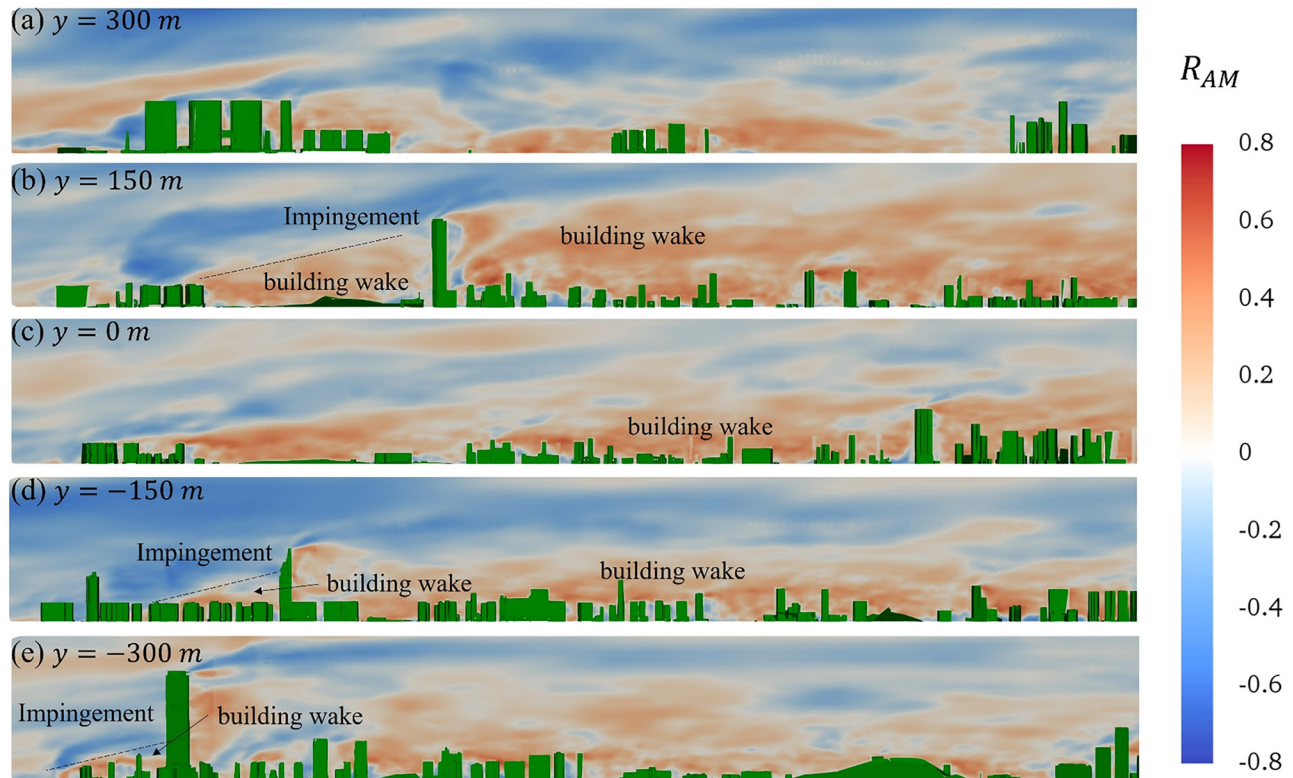 (a) y = 300 m
(b) y = 150 m
Impingement
building wake
building wake
(c) y = 0 m
building wake
(d) y = −150 m
Impingement
building wake
building wake
(e) y = −300 m
Impingement
building wake
R_AM
0.8
0.6
0.4
0.2
0
-0.2
-0.4
-0.6
-0.8